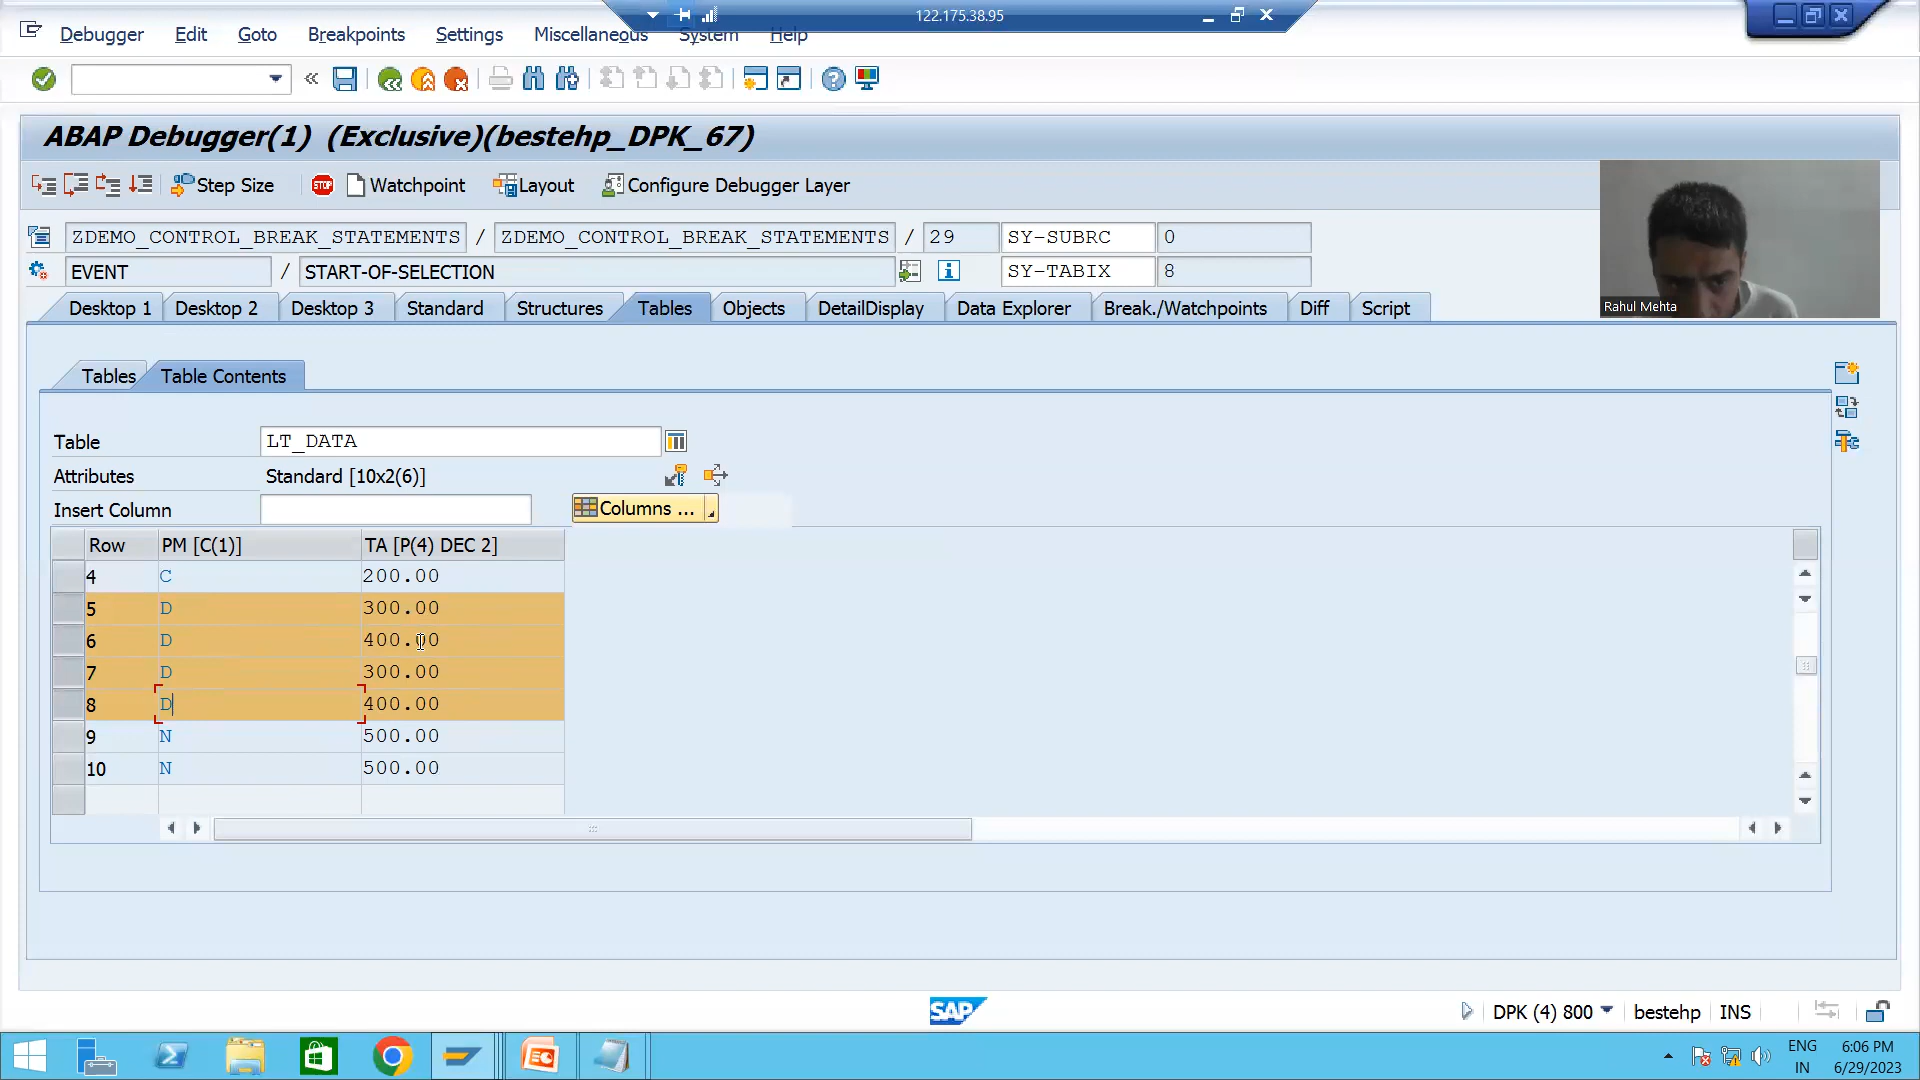 122.175.38.95
Debugger Edit Goto Breakpoints Settings Miscellaneous System Help
ABAP Debugger(1) (Exclusive)(bestehp_DPK_67)
Step Size STOP Watchpoint Layout Configure Debugger Layer
ZDEMO_CONTROL_BREAK_STATEMENTS / ZDEMO_CONTROL_BREAK_STATEMENTS / 29 SY-SUBRC 0
EVENT / START-OF-SELECTION SY-TABIX 8
Rahul Mehta
Desktop 1 Desktop 2 Desktop 3 Standard Structures Tables Objects DetailDisplay Data Explorer Break./Watchpoints Diff Script
Tables Table Contents
Table LT_DATA
Attributes Standard [10x2(6)]
Insert Column Columns ...
Row PM [C(1)] TA [P(4) DEC 2]
4 C 200.00
5 D 300.00
6 D 400.00
7 D 300.00
8 D 400.00
9 N 500.00
10 N 500.00
SAP DPK (4) 800 bestehp INS
ENG 6:06 PM
IN 6/29/2023